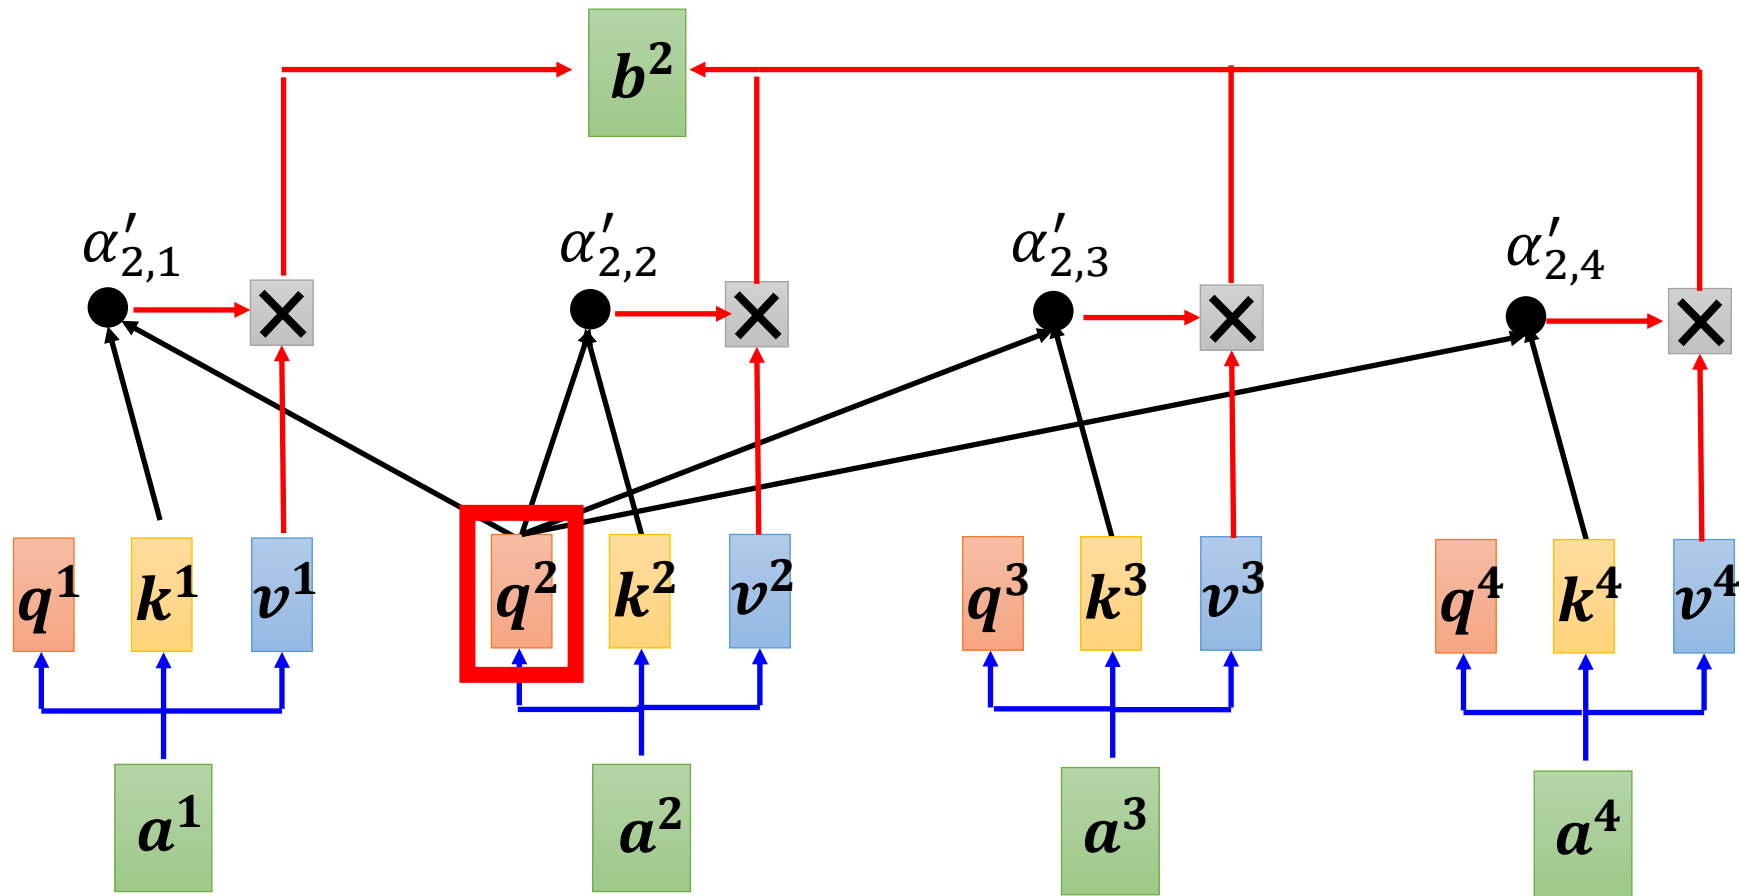 b²
α′₂,₁ α′₂,₂ α′₂,₃ α′₂,₄
× × × ×
q¹ k¹ v¹ q² k² v² q³ k³ v³ q⁴ k⁴ v⁴
a¹ a² a³ a⁴